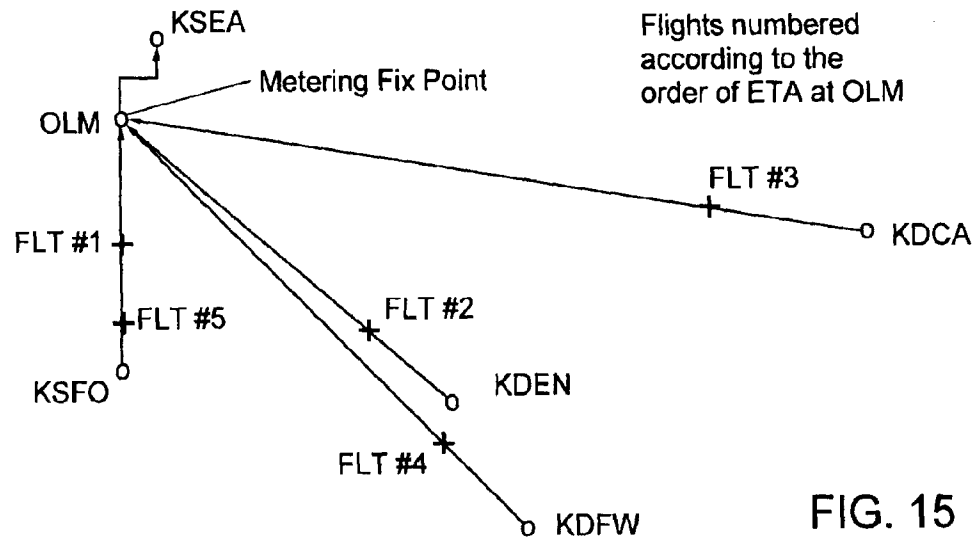 KSEA
Flights numbered
according to the
order of ETA at OLM
Metering Fix Point
OLM
FLT #3
FLT #1
KDCA
FLT #2
FLT #5
KSFO
KDEN
FLT #4
KDFW
FIG. 15